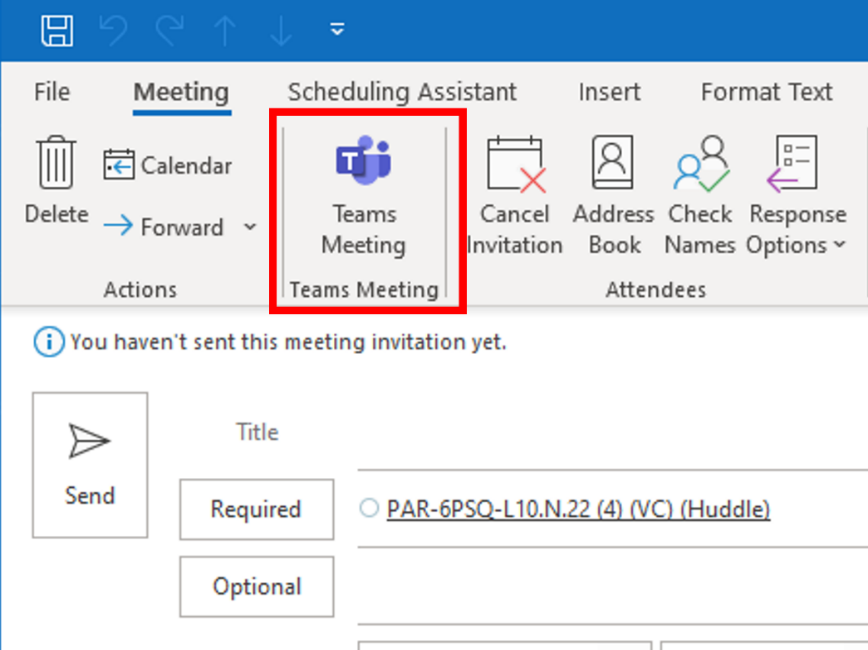 File Meeting Scheduling Assistant Insert Format Text
Delete
Calendar
Forward
Actions
T
Teams
Meeting
Teams Meeting
Cancel
Invitation
Address
Book
Check
Names
Response
Options
Attendees
You haven't sent this meeting invitation yet.
Send
Title
Required
PAR-6PSQ-L10.N.22 (4) (VC) (Huddle)
Optional